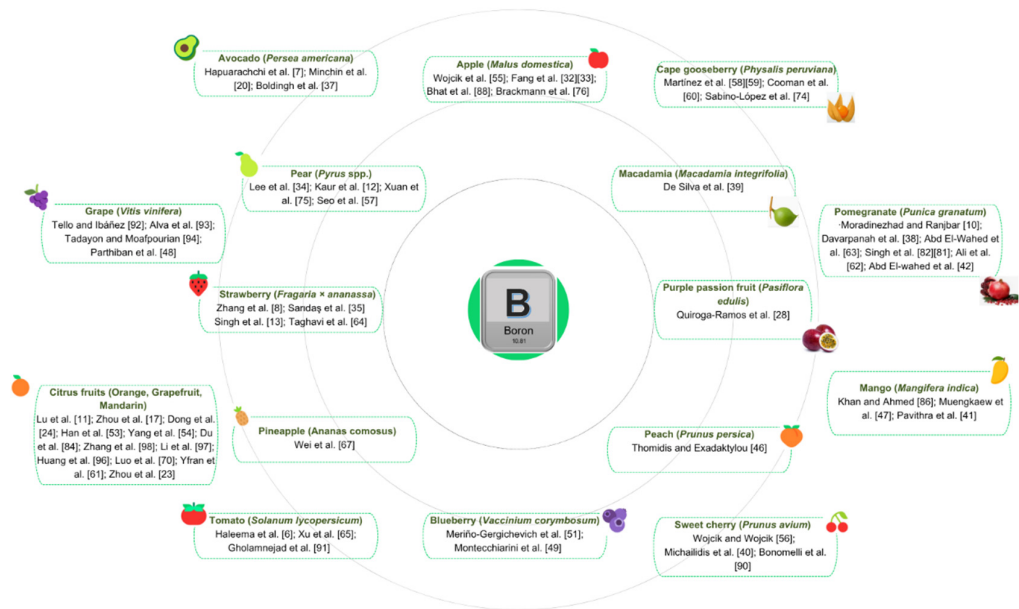 Avocado (Persea americana)
Hapuarachchi et al. [7]; Minchin et al.
[20]; Boldingh et al. [37]
Apple (Malus domestica)
Wojcik et al. [55]; Fang et al. [32][33];
Bhat et al. [88]; Brackmann et al. [76]
Cape gooseberry (Physalis peruviana)
Martínez et al. [58][59]; Cooman et al.
[60]; Sabino-López et al. [74]
Pear (Pyrus spp.)
Lee et al. [34]; Kaur et al. [12]; Xuan et
al. [75]; Seo et al. [57]
Macadamia (Macadamia integrifolia)
De Silva et al. [39]
Grape (Vitis vinifera)
Tello and Ibáñez [92]; Alva et al. [93];
Tadayon and Moafpourian [94];
Parthiban et al. [48]
Pomegranate (Punica granatum)
·Moradinezhad and Ranjbar [10];
Davarpanah et al. [38]; Abd El-Wahed et
al. [63]; Singh et al. [82][81]; Ali et al.
[62]; Abd El-wahed et al. [42]
Strawberry (Fragaria × ananassa)
Zhang et al. [8]; Sarıdaş et al. [35]
Singh et al. [13]; Taghavi et al. [64]
B
Boron
10.81
Purple passion fruit (Pasiflora
edulis)
Quiroga-Ramos et al. [28]
Citrus fruits (Orange, Grapefruit,
Mandarin)
Lu et al. [11]; Zhou et al. [17]; Dong et al.
[24]; Han et al. [53]; Yang et al. [54]; Du
et al. [84]; Zhang et al. [98]; Li et al. [97];
Huang et al. [96]; Luo et al. [70]; Yfran et
al. [61]; Zhou et al. [23]
Pineapple (Ananas comosus)
Wei et al. [67]
Peach (Prunus persica)
Thomidis and Exadaktylou [46]
Mango (Mangifera indica)
Khan and Ahmed [86]; Muengkaew et
al. [47]; Pavithra et al. [41]
Tomato (Solanum lycopersicum)
Haleema et al. [6]; Xu et al. [65];
Gholamnejad et al. [91]
Blueberry (Vaccinium corymbosum)
Meriño-Gergichevich et al. [51];
Montecchiarini et al. [49]
Sweet cherry (Prunus avium)
Wojcik and Wojcik [56];
Michailidis et al. [40]; Bonomelli et al.
[90]